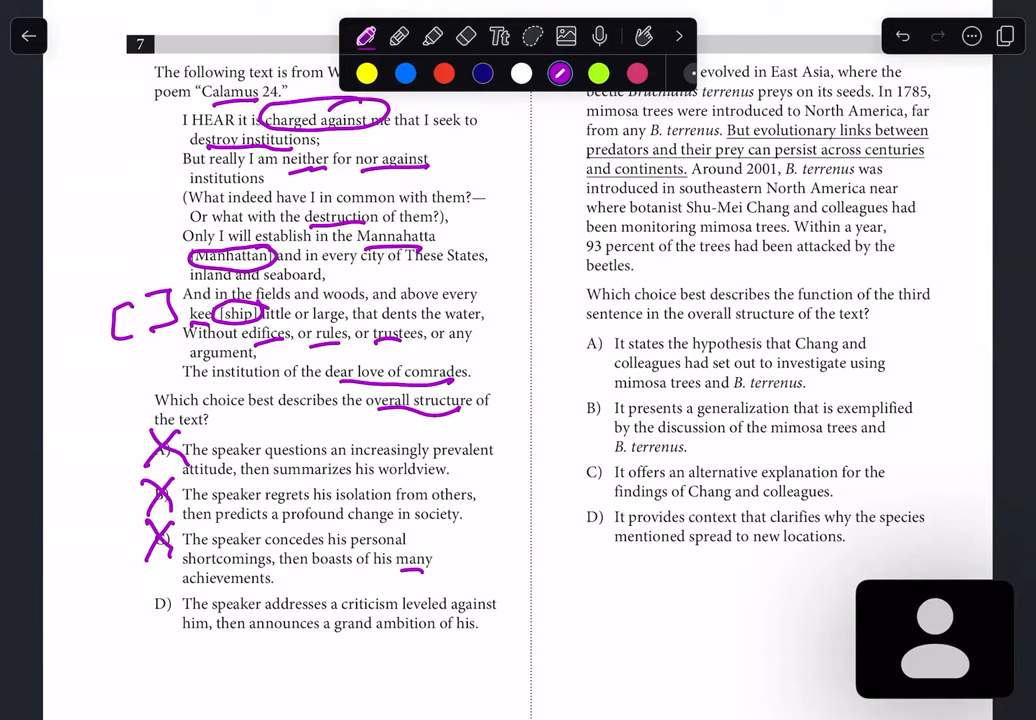 7
The following text is from W
poem “Calamus 24.”
I HEAR it is charged against me that I seek to
destroy institutions;
But really I am neither for nor against
institutions
(What indeed have I in common with them?—
Or what with the destruction of them?),
Only I will establish in the Mannahatta
[Manhattan] and in every city of These States,
inland and seaboard,
And in the fields and woods, and above every
keel [ship] little or large, that dents the water,
Without edifices, or rules, or trustees, or any
argument,
The institution of the dear love of comrades.
Which choice best describes the overall structure of
the text?
A) The speaker questions an increasingly prevalent
attitude, then summarizes his worldview.
B) The speaker regrets his isolation from others,
then predicts a profound change in society.
C) The speaker concedes his personal
shortcomings, then boasts of his many
achievements.
D) The speaker addresses a criticism leveled against
him, then announces a grand ambition of his.
evolved in East Asia, where the
beetle Bruchidius terrenus preys on its seeds. In 1785,
mimosa trees were introduced to North America, far
from any B. terrenus. But evolutionary links between
predators and their prey can persist across centuries
and continents. Around 2001, B. terrenus was
introduced in southeastern North America near
where botanist Shu-Mei Chang and colleagues had
been monitoring mimosa trees. Within a year,
93 percent of the trees had been attacked by the
beetles.
Which choice best describes the function of the third
sentence in the overall structure of the text?
A) It states the hypothesis that Chang and
colleagues had set out to investigate using
mimosa trees and B. terrenus.
B) It presents a generalization that is exemplified
by the discussion of the mimosa trees and
B. terrenus.
C) It offers an alternative explanation for the
findings of Chang and colleagues.
D) It provides context that clarifies why the species
mentioned spread to new locations.
Tt